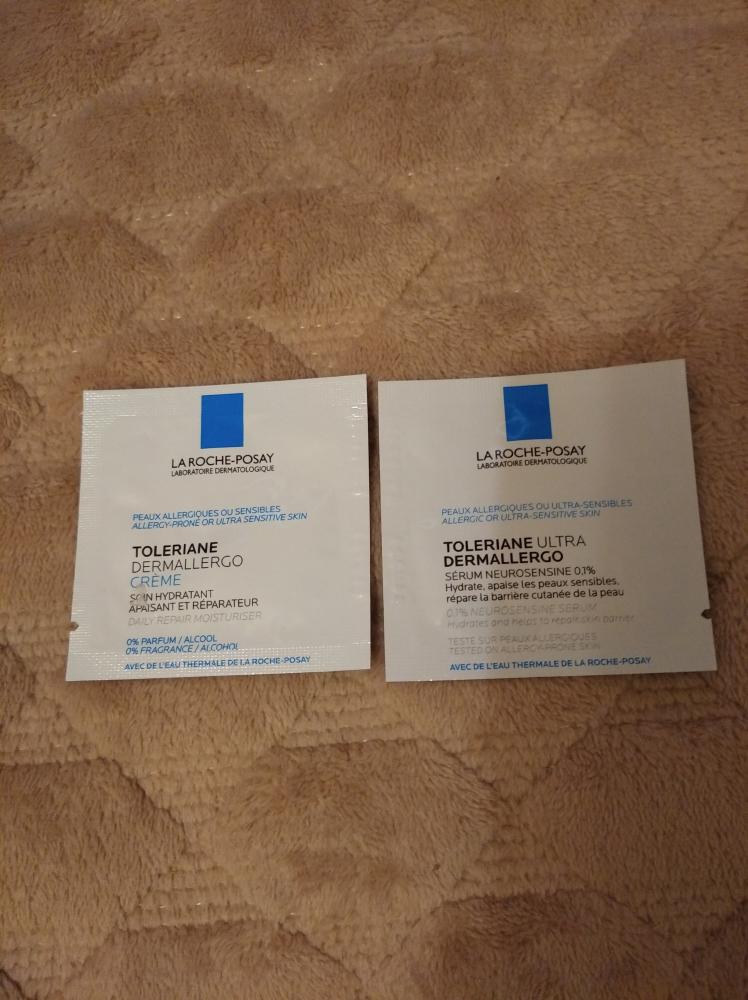 LA ROCHE-POSAY
LABORATOIRE DERMATOLOGIQUE
PEAUX ALLERGIQUES OU SENSIBLES
ALLERGY-PRONE OR ULTRA SENSITIVE SKIN
TOLERIANE
DERMALLERGO
CRÈME
SOIN HYDRATANT
APAISANT ET RÉPARATEUR
DAILY REPAIR MOISTURISER
0% PARFUM / ALCOOL
0% FRAGRANCE / ALCOHOL
AVEC DE L'EAU THERMALE DE LA ROCHE-POSAY
LA ROCHE-POSAY
LABORATOIRE DERMATOLOGIQUE
PEAUX ALLERGIQUES OU ULTRA-SENSIBLES
ALLERGIC OR ULTRA-SENSITIVE SKIN
TOLERIANE ULTRA
DERMALLERGO
SÉRUM NEUROSENSINE 0,1%
Hydrate, apaise les peaux sensibles,
répare la barrière cutanée de la peau
0,1% NEUROSENSINE SERUM
Hydrates and helps to repair skin barrier
TESTÉ SUR PEAUX ALLERGIQUES
TESTED ON ALLERGY-PRONE SKIN
AVEC DE L'EAU THERMALE DE LA ROCHE-POSAY